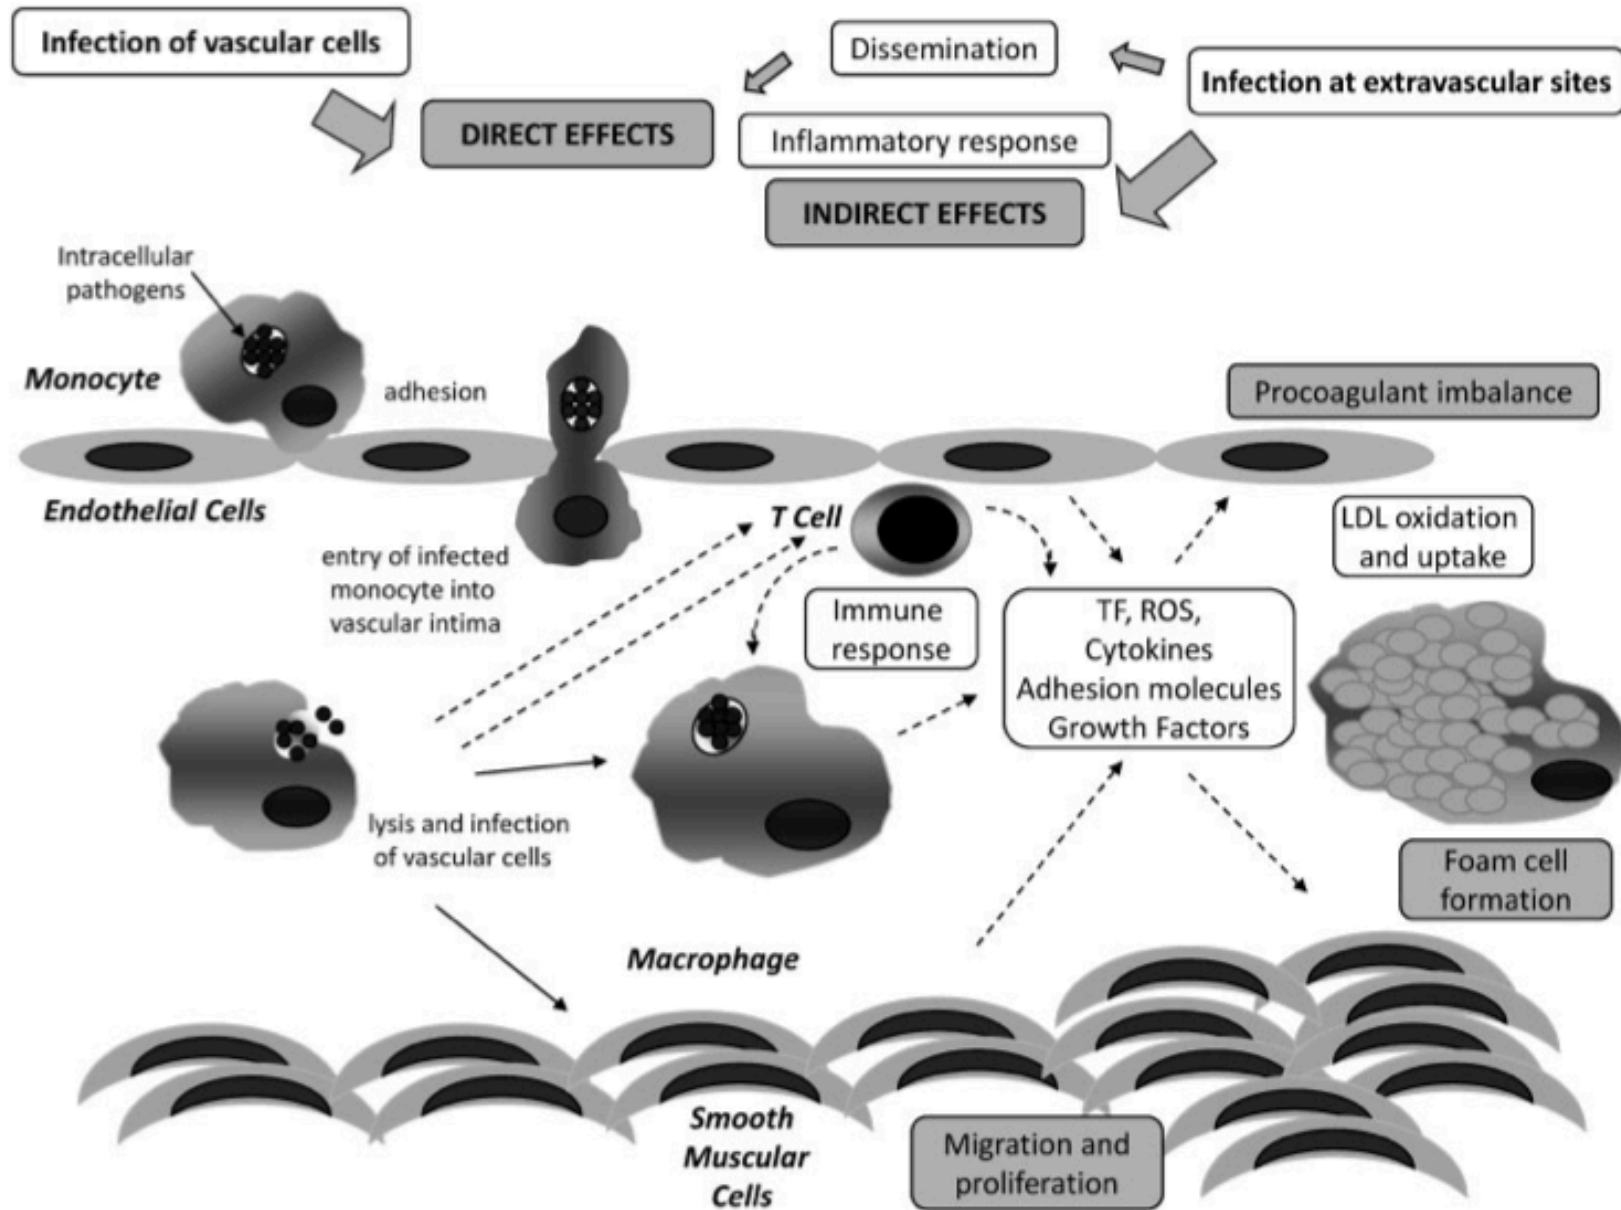 Infection of vascular cells
Dissemination
Infection at extravascular sites
DIRECT EFFECTS
Inflammatory response
INDIRECT EFFECTS
Intracellular
pathogens
Monocyte
adhesion
Procoagulant imbalance
Endothelial Cells
T Cell
LDL oxidation
and uptake
entry of infected
monocyte into
vascular intima
Immune
response
TF, ROS,
Cytokines
Adhesion molecules
Growth Factors
lysis and infection
of vascular cells
Foam cell
formation
Macrophage
Smooth
Muscular
Cells
Migration and
proliferation